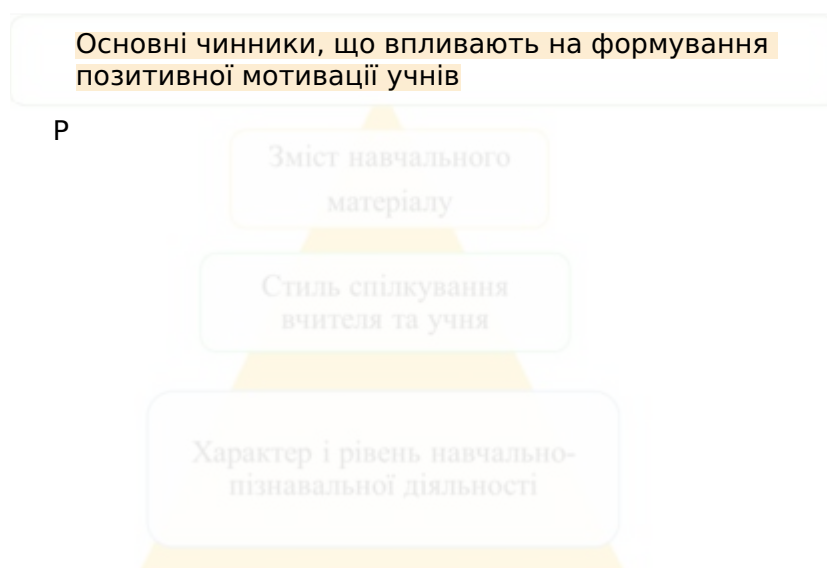 Основні чинники, що впливають на формування
позитивної мотивації учнів
Р
Зміст навчального
матеріалу
Стиль спілкування
вчителя та учня
Характер і рівень навчально-
пізнавальної діяльності